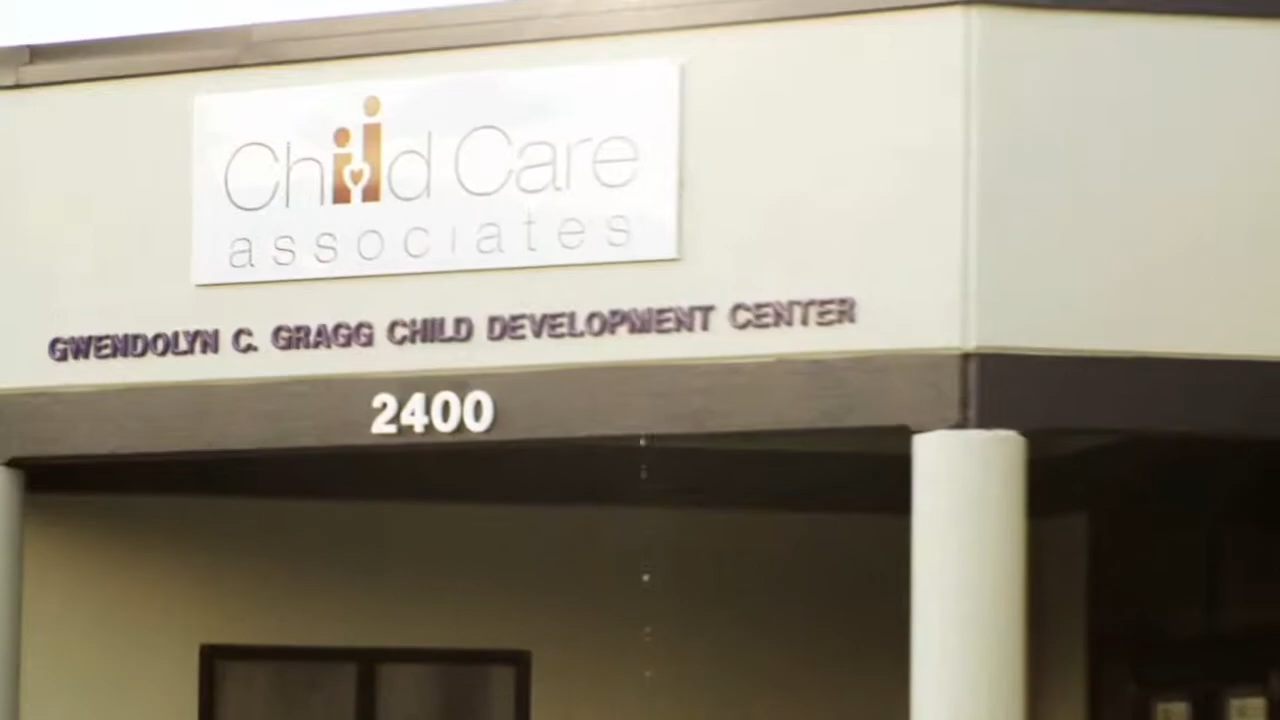 Child Care
associates
GWENDOLYN C. GRAGG CHILD DEVELOPMENT CENTER
2400